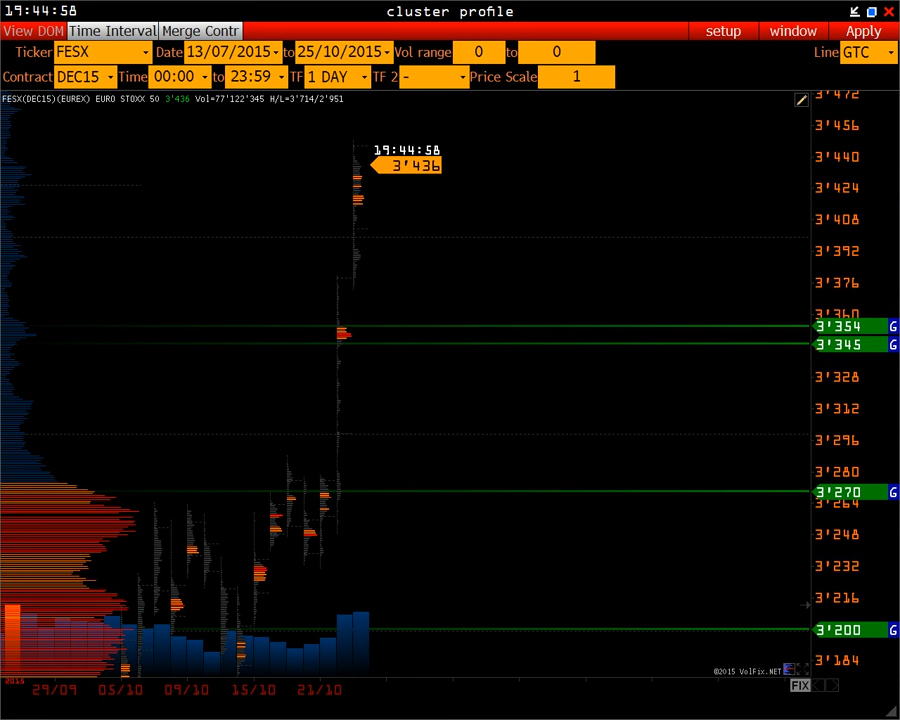 19:44:58 cluster profile
View DOM Time Interval Merge Contr setup window Apply
Ticker FESX Date 13/07/2015 to 25/10/2015 Vol range 0 to 0 Line GTC
Contract DEC15 Time 00:00 to 23:59 TF 1 DAY TF 2 - Price Scale 1
FESX(DEC15)(EUREX) EURO STOXX 50 3'436 Vol=77'122'345 H/L=3'714/2'951
3'472
3'456
19:44:58
3'436
3'440
3'424
3'408
3'392
3'376
3'360
3'354 G
3'345 G
3'328
3'312
3'296
3'280
3'270 G
3'264
3'248
3'232
3'216
3'200 G
3'184
©2015 VolFix.NET
2015
29/09 05/10 09/10 15/10 21/10
FIX